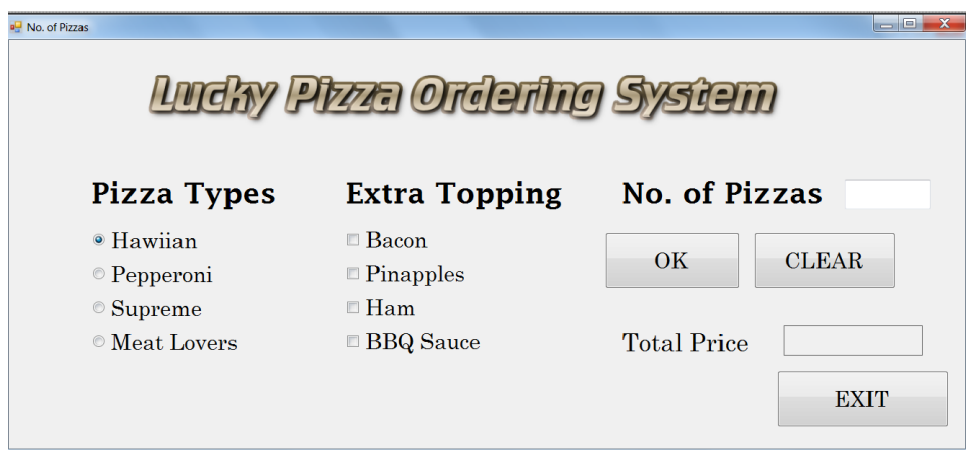 No. of Pizzas
Lucky Pizza Ordering System
Pizza Types
Hawiian
Pepperoni
Supreme
Meat Lovers
Extra Topping
Bacon
Pinapples
Ham
BBQ Sauce
No. of Pizzas
OK
CLEAR
Total Price
EXIT